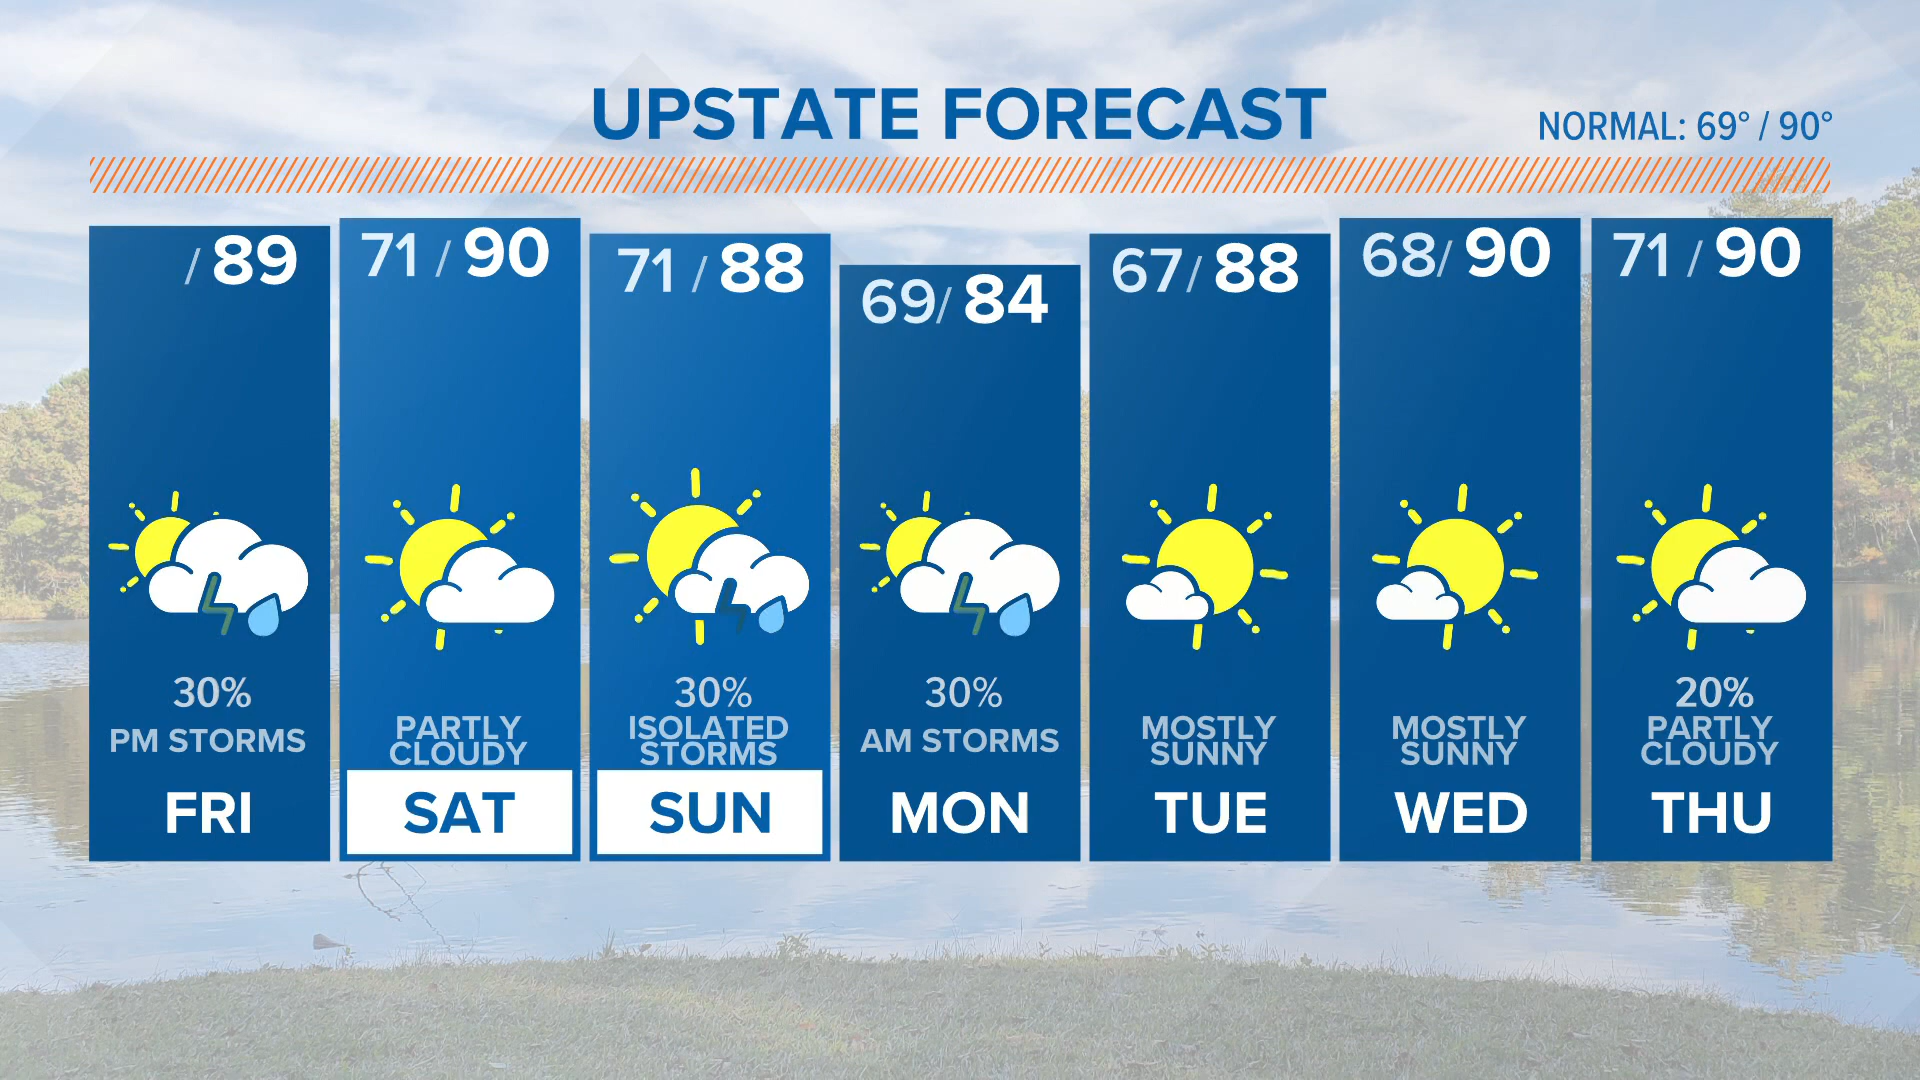 UPSTATE FORECAST
NORMAL: 69° / 90°
/ 89
30%
PM STORMS
FRI
71 / 90
PARTLY
CLOUDY
SAT
71 / 88
30%
ISOLATED
STORMS
SUN
69/ 84
30%
AM STORMS
MON
67/ 88
MOSTLY
SUNNY
TUE
68/ 90
MOSTLY
SUNNY
WED
71 / 90
20%
PARTLY
CLOUDY
THU